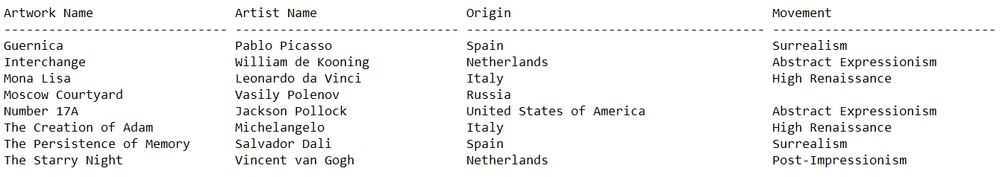 Artwork Name                   Artist Name                    Origin                                   Movement
------------------------------ ------------------------------ ---------------------------------------- ------------------------------
Guernica                       Pablo Picasso                  Spain                                    Surrealism
Interchange                    William de Kooning             Netherlands                              Abstract Expressionism
Mona Lisa                      Leonardo da Vinci              Italy                                    High Renaissance
Moscow Courtyard               Vasily Polenov                 Russia
Number 17A                     Jackson Pollock                United States of America                 Abstract Expressionism
The Creation of Adam           Michelangelo                   Italy                                    High Renaissance
The Persistence of Memory      Salvador Dali                  Spain                                    Surrealism
The Starry Night               Vincent van Gogh               Netherlands                              Post-Impressionism